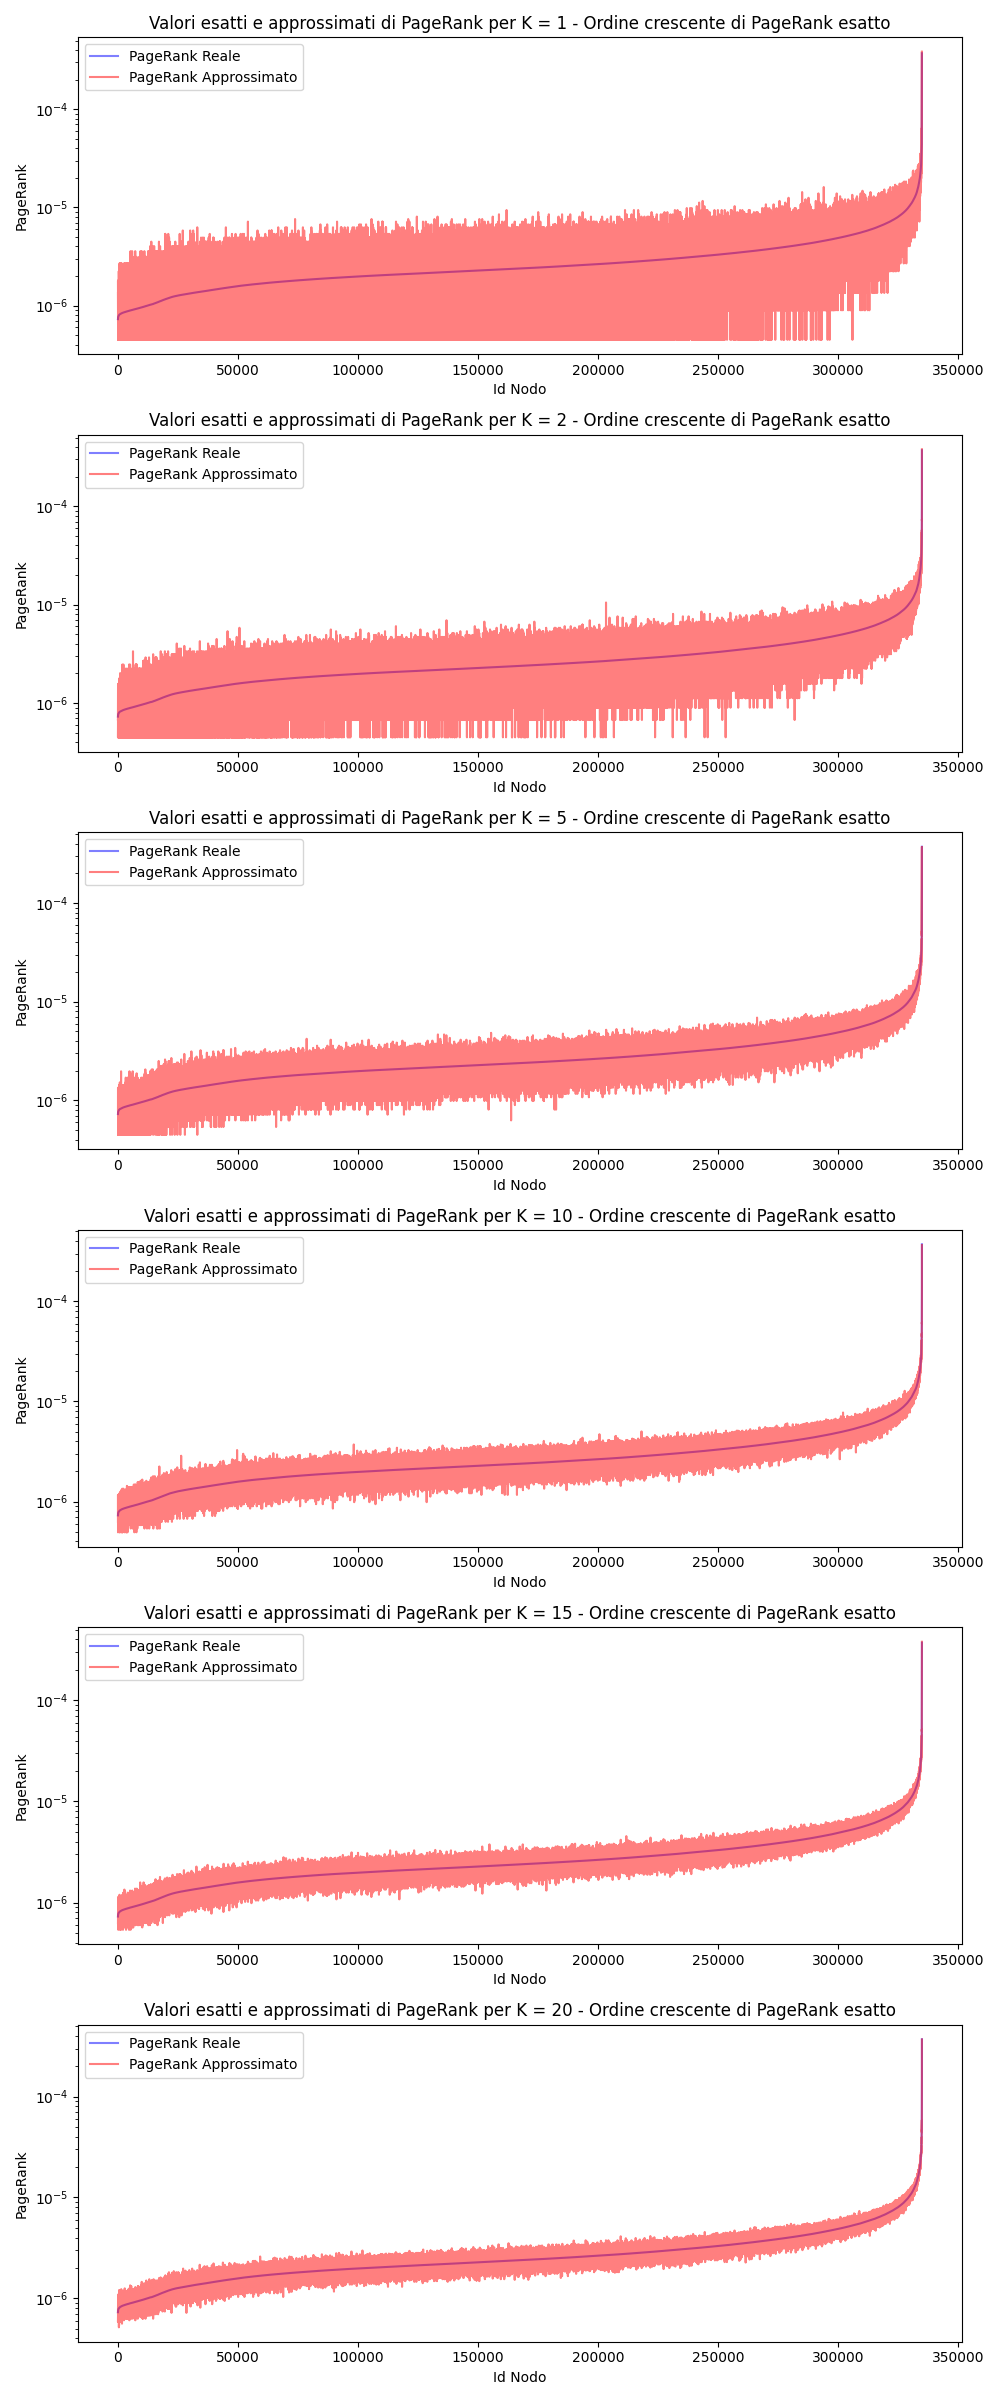 Valori esatti e approssimati di PageRank per K = 1 - Ordine crescente di PageRank esatto
PageRank Reale
PageRank Approssimato
PageRank
10⁻⁴
10⁻⁵
10⁻⁶
0 50000 100000 150000 200000 250000 300000 350000
Id Nodo
Valori esatti e approssimati di PageRank per K = 2 - Ordine crescente di PageRank esatto
PageRank Reale
PageRank Approssimato
PageRank
10⁻⁴
10⁻⁵
10⁻⁶
0 50000 100000 150000 200000 250000 300000 350000
Id Nodo
Valori esatti e approssimati di PageRank per K = 5 - Ordine crescente di PageRank esatto
PageRank Reale
PageRank Approssimato
PageRank
10⁻⁴
10⁻⁵
10⁻⁶
0 50000 100000 150000 200000 250000 300000 350000
Id Nodo
Valori esatti e approssimati di PageRank per K = 10 - Ordine crescente di PageRank esatto
PageRank Reale
PageRank Approssimato
PageRank
10⁻⁴
10⁻⁵
10⁻⁶
0 50000 100000 150000 200000 250000 300000 350000
Id Nodo
Valori esatti e approssimati di PageRank per K = 15 - Ordine crescente di PageRank esatto
PageRank Reale
PageRank Approssimato
PageRank
10⁻⁴
10⁻⁵
10⁻⁶
0 50000 100000 150000 200000 250000 300000 350000
Id Nodo
Valori esatti e approssimati di PageRank per K = 20 - Ordine crescente di PageRank esatto
PageRank Reale
PageRank Approssimato
PageRank
10⁻⁴
10⁻⁵
10⁻⁶
0 50000 100000 150000 200000 250000 300000 350000
Id Nodo